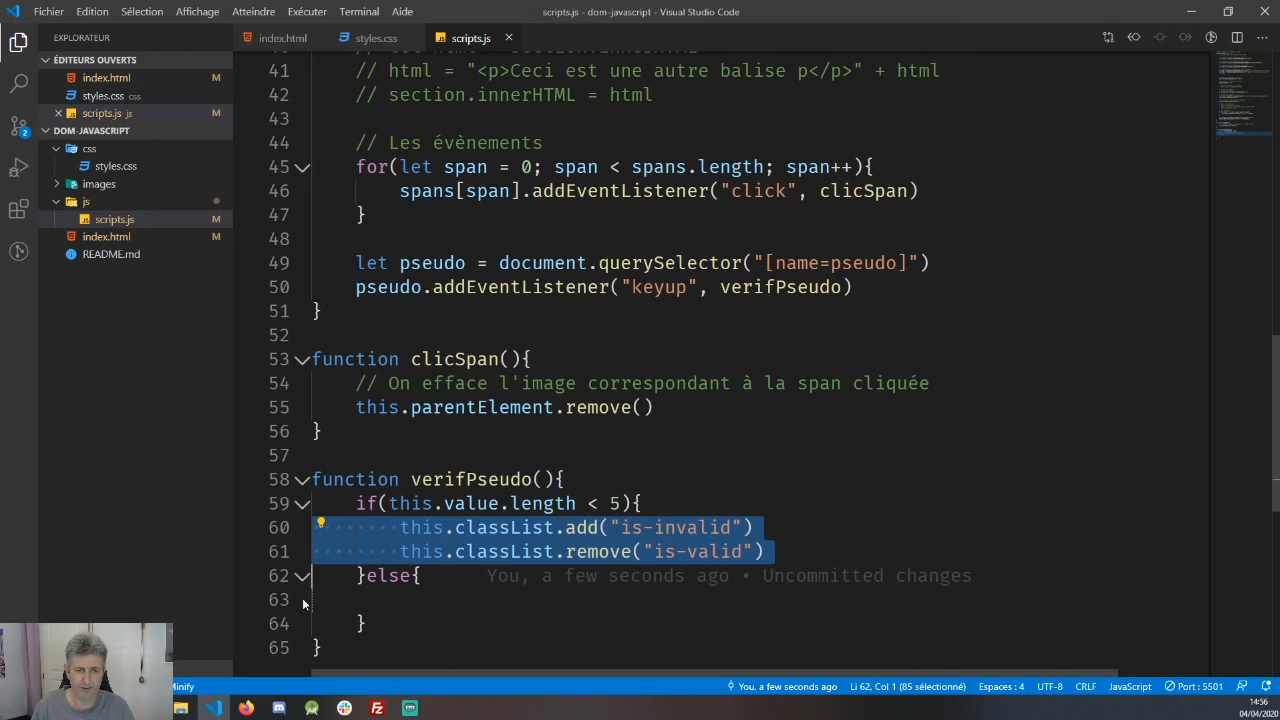 Fichier Edition Sélection Affichage Atteindre Exécuter Terminal Aide
scripts.js - dom-javascript - Visual Studio Code
EXPLORATEUR
ÉDITEURS OUVERTS
index.html M
styles.css css M
scripts.js js M
DOM-JAVASCRIPT
css
styles.css
images
js
scripts.js M
index.html M
README.md
2
index.html
styles.css
scripts.js
41 // html = "<p>Ceci est une autre balise p</p>" + html
42 // section.innerHTML = html
43
44 // Les évènements
45 for(let span = 0; span < spans.length; span++){
46 spans[span].addEventListener("click", clicSpan)
47 }
48
49 let pseudo = document.querySelector("[name=pseudo]")
50 pseudo.addEventListener("keyup", verifPseudo)
51 }
52
53 function clicSpan(){
54 // On efface l'image correspondant à la span cliquée
55 this.parentElement.remove()
56 }
57
58 function verifPseudo(){
59 if(this.value.length < 5){
60 this.classList.add("is-invalid")
61 this.classList.remove("is-valid")
62 }else{ You, a few seconds ago • Uncommitted changes
63
64 }
65 }
Minify
You, a few seconds ago
Li 62, Col 1 (85 sélectionné)
Espaces : 4
UTF-8
CRLF
JavaScript
Port : 5501
14:56
04/04/2020